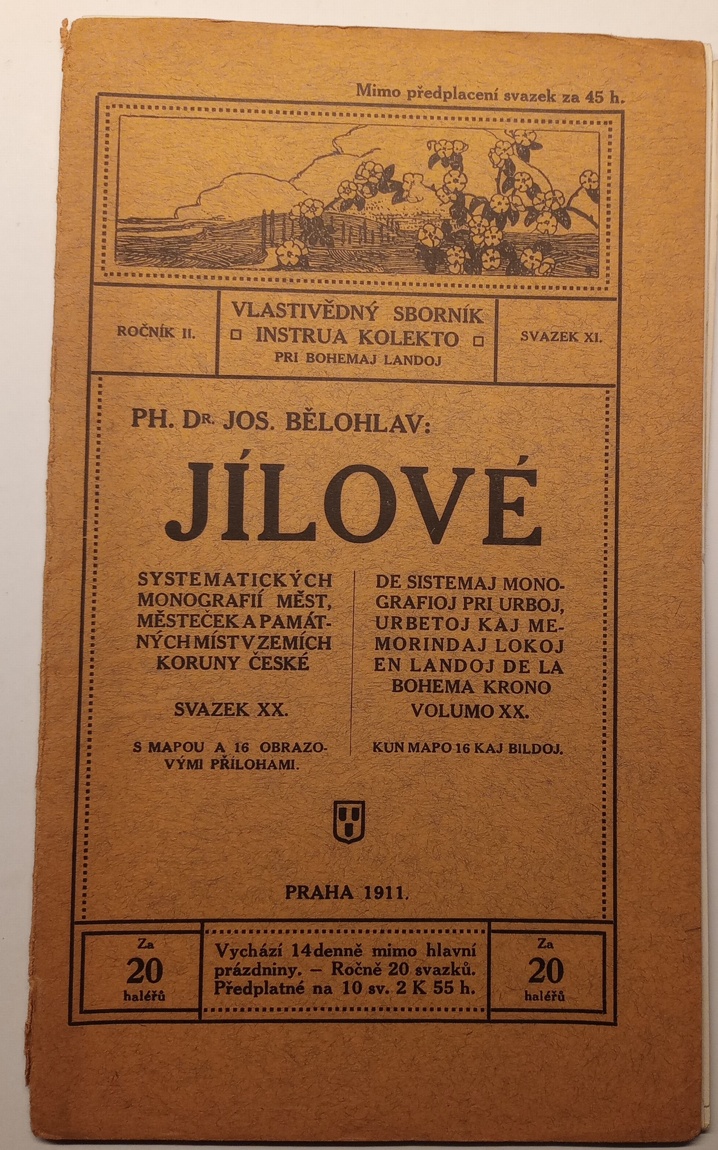 Mimo předplacení svazek za 45 h.
ROČNÍK II.
VLASTIVĚDNÝ SBORNÍK
INSTRUA KOLEKTO
PRI BOHEMAJ LANDOJ
SVAZEK XI.
PH. DR. JOS. BĚLOHLAV:
JÍLOVÉ
SYSTEMATICKÝCH
MONOGRAFIÍ MĚST,
MĚSTEČEK A PAMÁT-
NÝCH MÍST V ZEMÍCH
KORUNY ČESKÉ
SVAZEK XX.
S MAPOU A 16 OBRAZO-
VÝMI PŘÍLOHAMI.
DE SISTEMAJ MONO-
GRAFIOJ PRI URBOJ,
URBETOJ KAJ ME-
MORINDAJ LOKOJ
EN LANDOJ DE LA
BOHEMA KRONO
VOLUMO XX.
KUN MAPO 16 KAJ BILDOJ.
PRAHA 1911.
Za
20
haléřů
Vychází 14denně mimo hlavní
prázdniny. — Ročně 20 svazků.
Předplatné na 10 sv. 2 K 55 h.
Za
20
haléřů